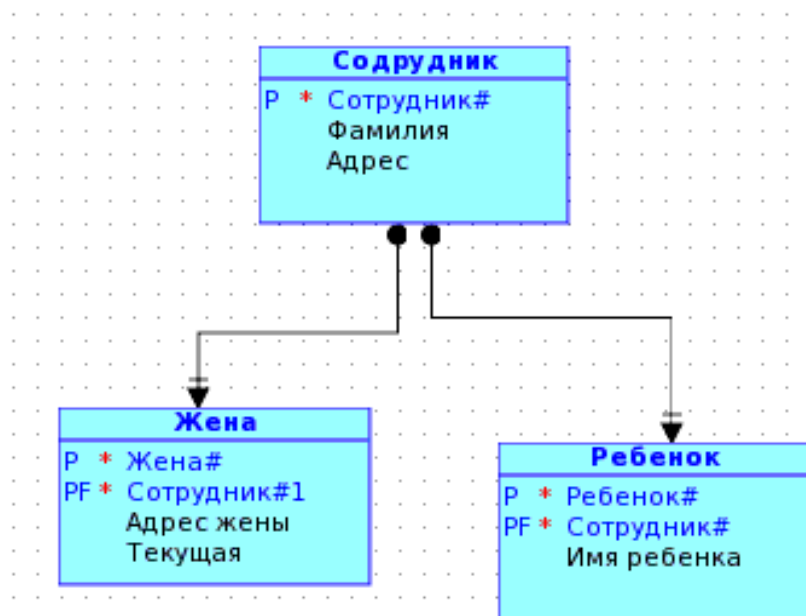 Содрудник
P * Сотрудник#
Фамилия
Адрес
Жена
P * Жена#
PF * Сотрудник#1
Адрес жены
Текущая
Ребенок
P * Ребенок#
PF * Сотрудник#
Имя ребенка